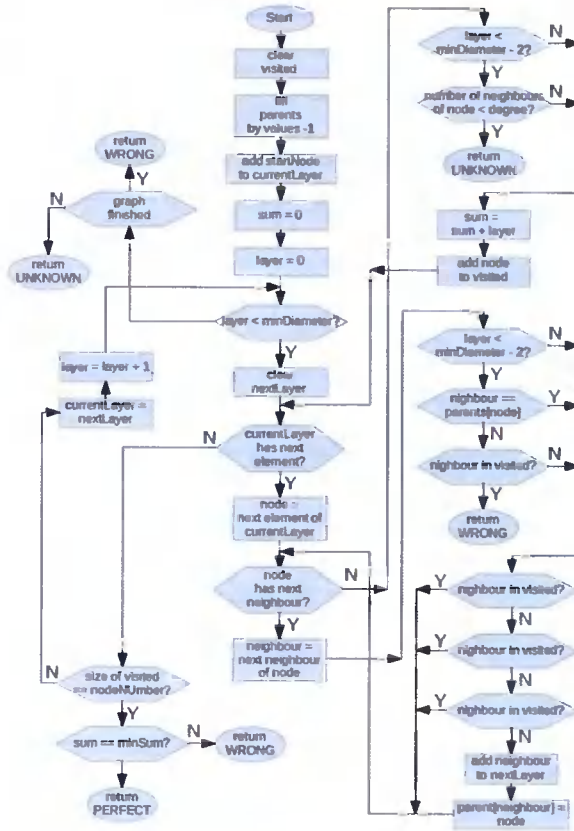 Start
clear
visited
fill
parents
by values -1
add startNode
to currentLayer
sum = 0
layer = 0
layer < minDiameter?
Y
clear
nextLayer
currentLayer
has next
element?
N
Y
node =
next element of
currentLayer
node
has next
neighbour?
N
Y
neighbour =
next neighbour
of node
return
WRONG
Y
graph
finished
N
return
UNKNOWN
layer = layer + 1
currentLayer =
nextLayer
N
size of visited
== nodeNUmber?
Y
sum == minSum?
N
return
WRONG
Y
return
PERFECT
layer <
minDiameter - 2?
N
Y
number of neighbours
of node < degree?
N
Y
return
UNKNOWN
sum =
sum + layer
add node
to visited
layer <
minDiameter - 2?
N
Y
nighbour ==
parents[node]
Y
N
nighbour in visited?
N
Y
return
WRONG
Y
nighbour in visited?
N
Y
nighbour in visited?
N
Y
nighbour in visited?
N
add neighbour
to nextLayer
parent[neighbour] =
node